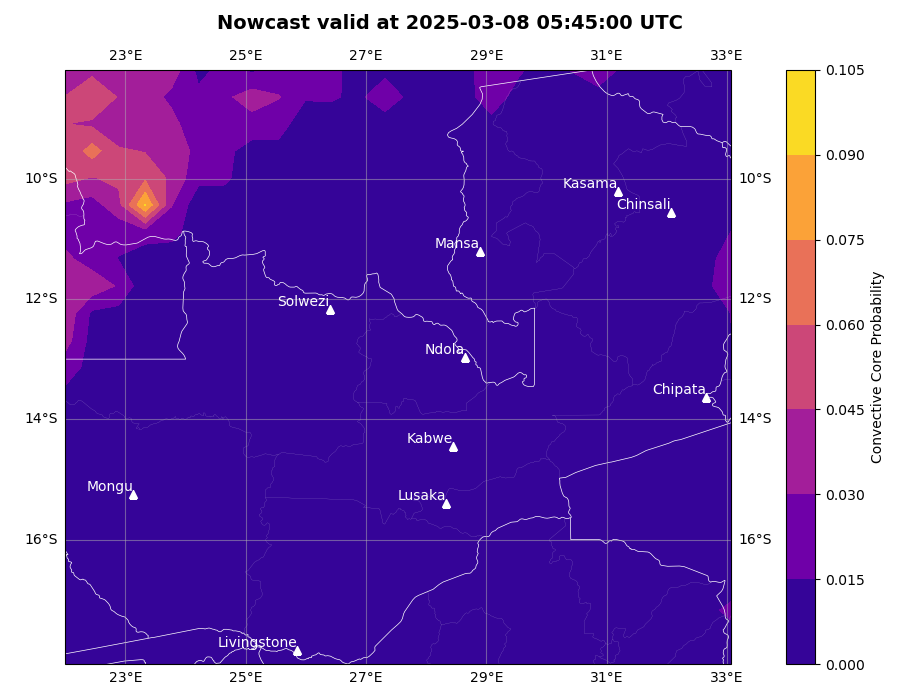 Nowcast valid at 2025-03-08 05:45:00 UTC
23°E 25°E 27°E 29°E 31°E 33°E
0.105
0.090
10°S Kasama 10°S
Chinsali
0.075
Mansa
12°S Solwezi 12°S
0.060
Ndola
Chipata
0.045
14°S 14°S
Kabwe
Mongu
Lusaka
0.030
16°S 16°S
0.015
Livingstone
0.000
23°E 25°E 27°E 29°E 31°E 33°E
Convective Core Probability